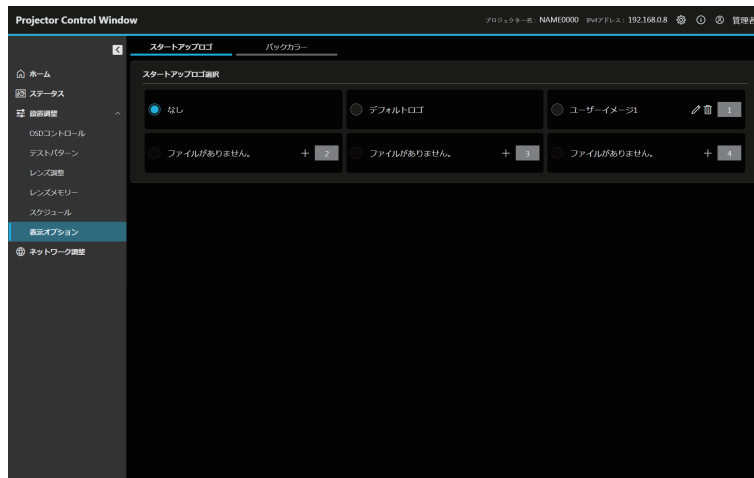 Projector Control Window
プロジェクター名: NAME0000 IPv4アドレス: 192.168.0.8 管理者
ホーム
ステータス
設置調整
OSDコントロール
テストパターン
レンズ調整
レンズメモリー
スケジュール
表示オプション
ネットワーク調整
スタートアップロゴ バックカラー
スタートアップロゴ選択
なし
デフォルトロゴ
ユーザーイメージ1 1
ファイルがありません。 + 2
ファイルがありません。 + 3
ファイルがありません。 + 4